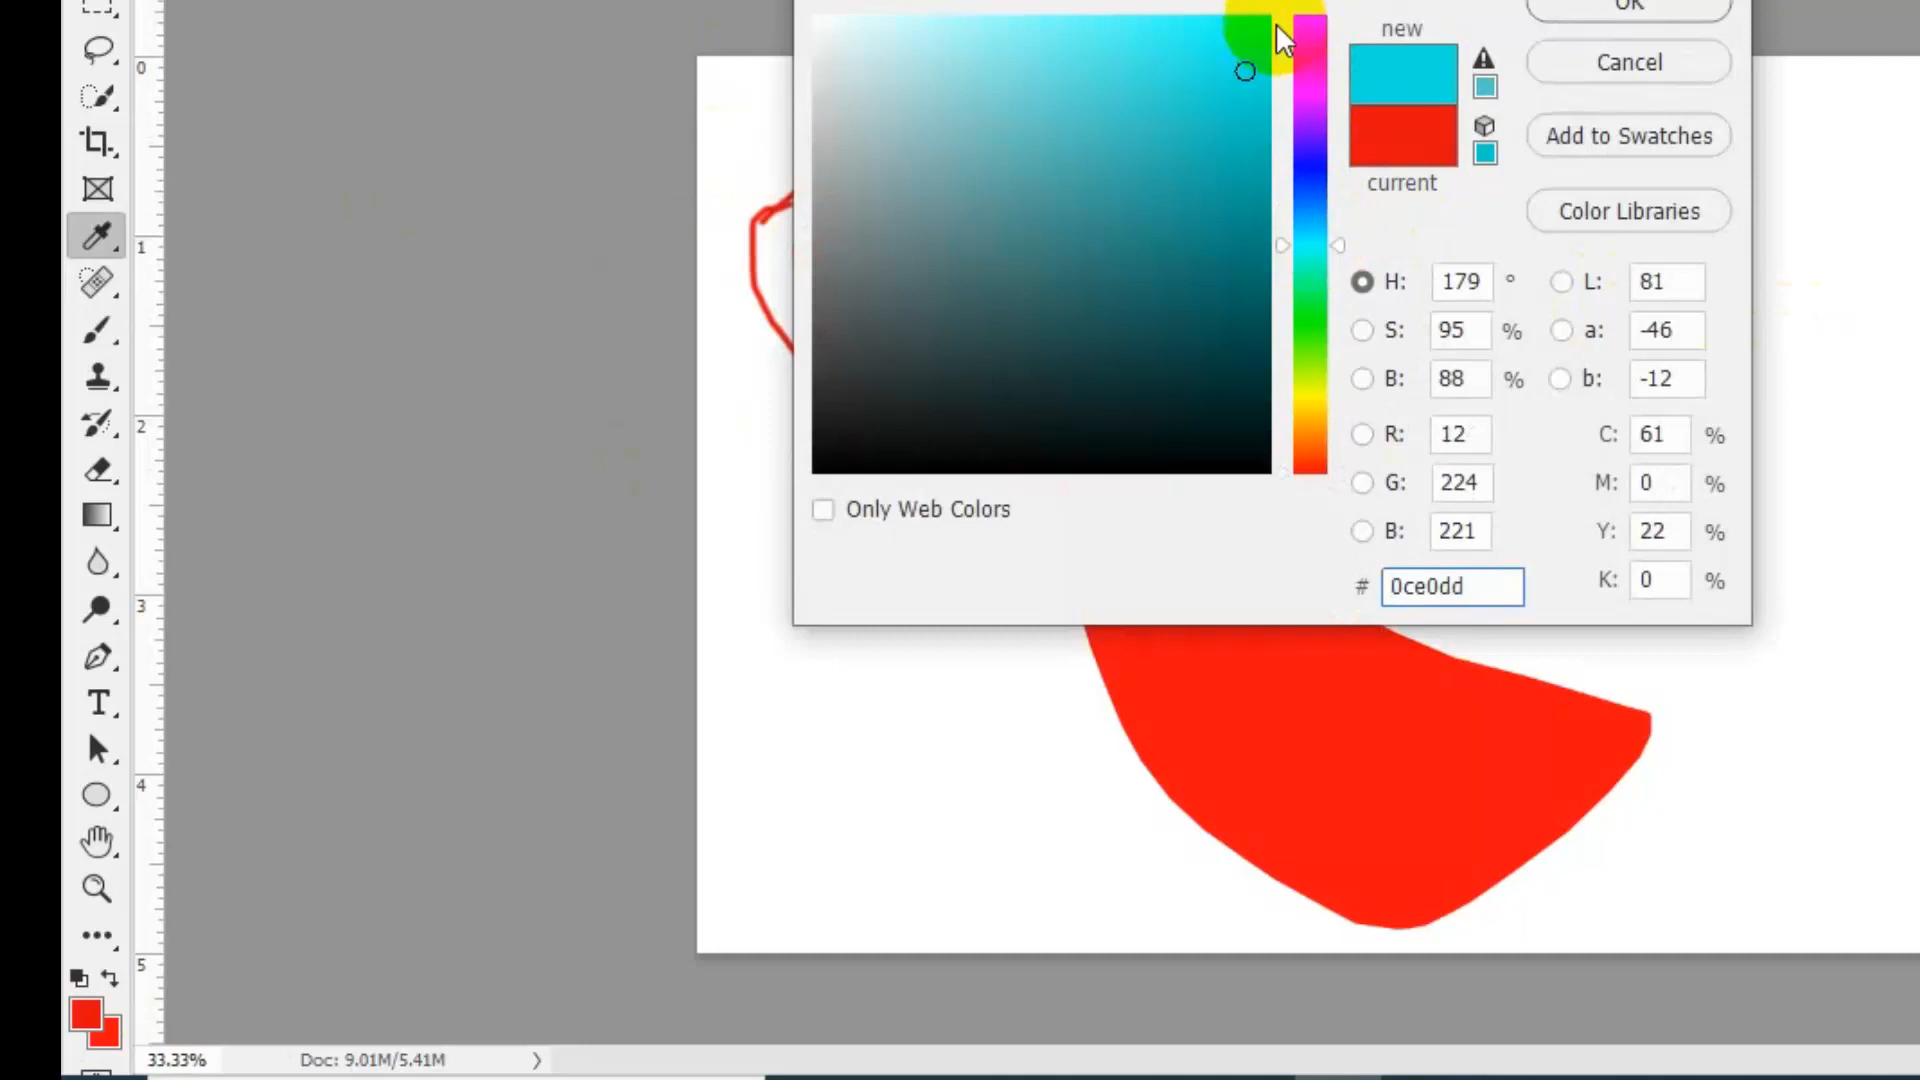 OK
new
Cancel
Add to Swatches
current
Color Libraries
H: 179 ° L: 81
S: 95 % a: -46
B: 88 % b: -12
R: 12 C: 61 %
G: 224 M: 0 %
B: 221 Y: 22 %
# 0ce0dd K: 0 %
Only Web Colors
0
1
2
3
4
5
T
33.33% Doc: 9.01M/5.41M